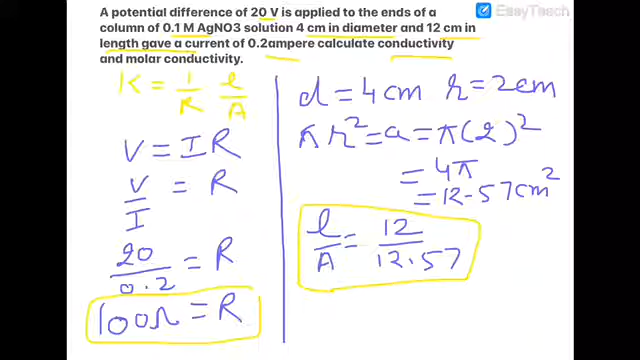 EasyTeach
A potential difference of 20 V is applied to the ends of a
column of 0.1 M AgNO3 solution 4 cm in diameter and 12 cm in
length gave a current of 0.2ampere calculate conductivity
and molar conductivity.
K = 1/R l/A
V = IR
V/I = R
20/0.2 = R
100Ω = R
d = 4cm r = 2cm
πr² = a = π(2)²
= 4π
= 12.57cm²
l/A = 12/12.57